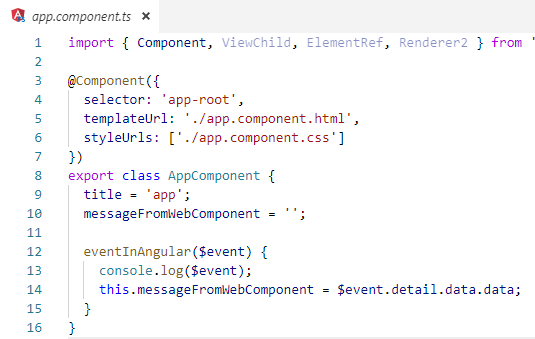 app.component.ts ×
1 import { Component, ViewChild, ElementRef, Renderer2 } from '
2
3 @Component({
4   selector: 'app-root',
5   templateUrl: './app.component.html',
6   styleUrls: ['./app.component.css']
7 })
8 export class AppComponent {
9   title = 'app';
10   messageFromWebComponent = '';
11
12   eventInAngular($event) {
13     console.log($event);
14     this.messageFromWebComponent = $event.detail.data.data;
15   }
16 }